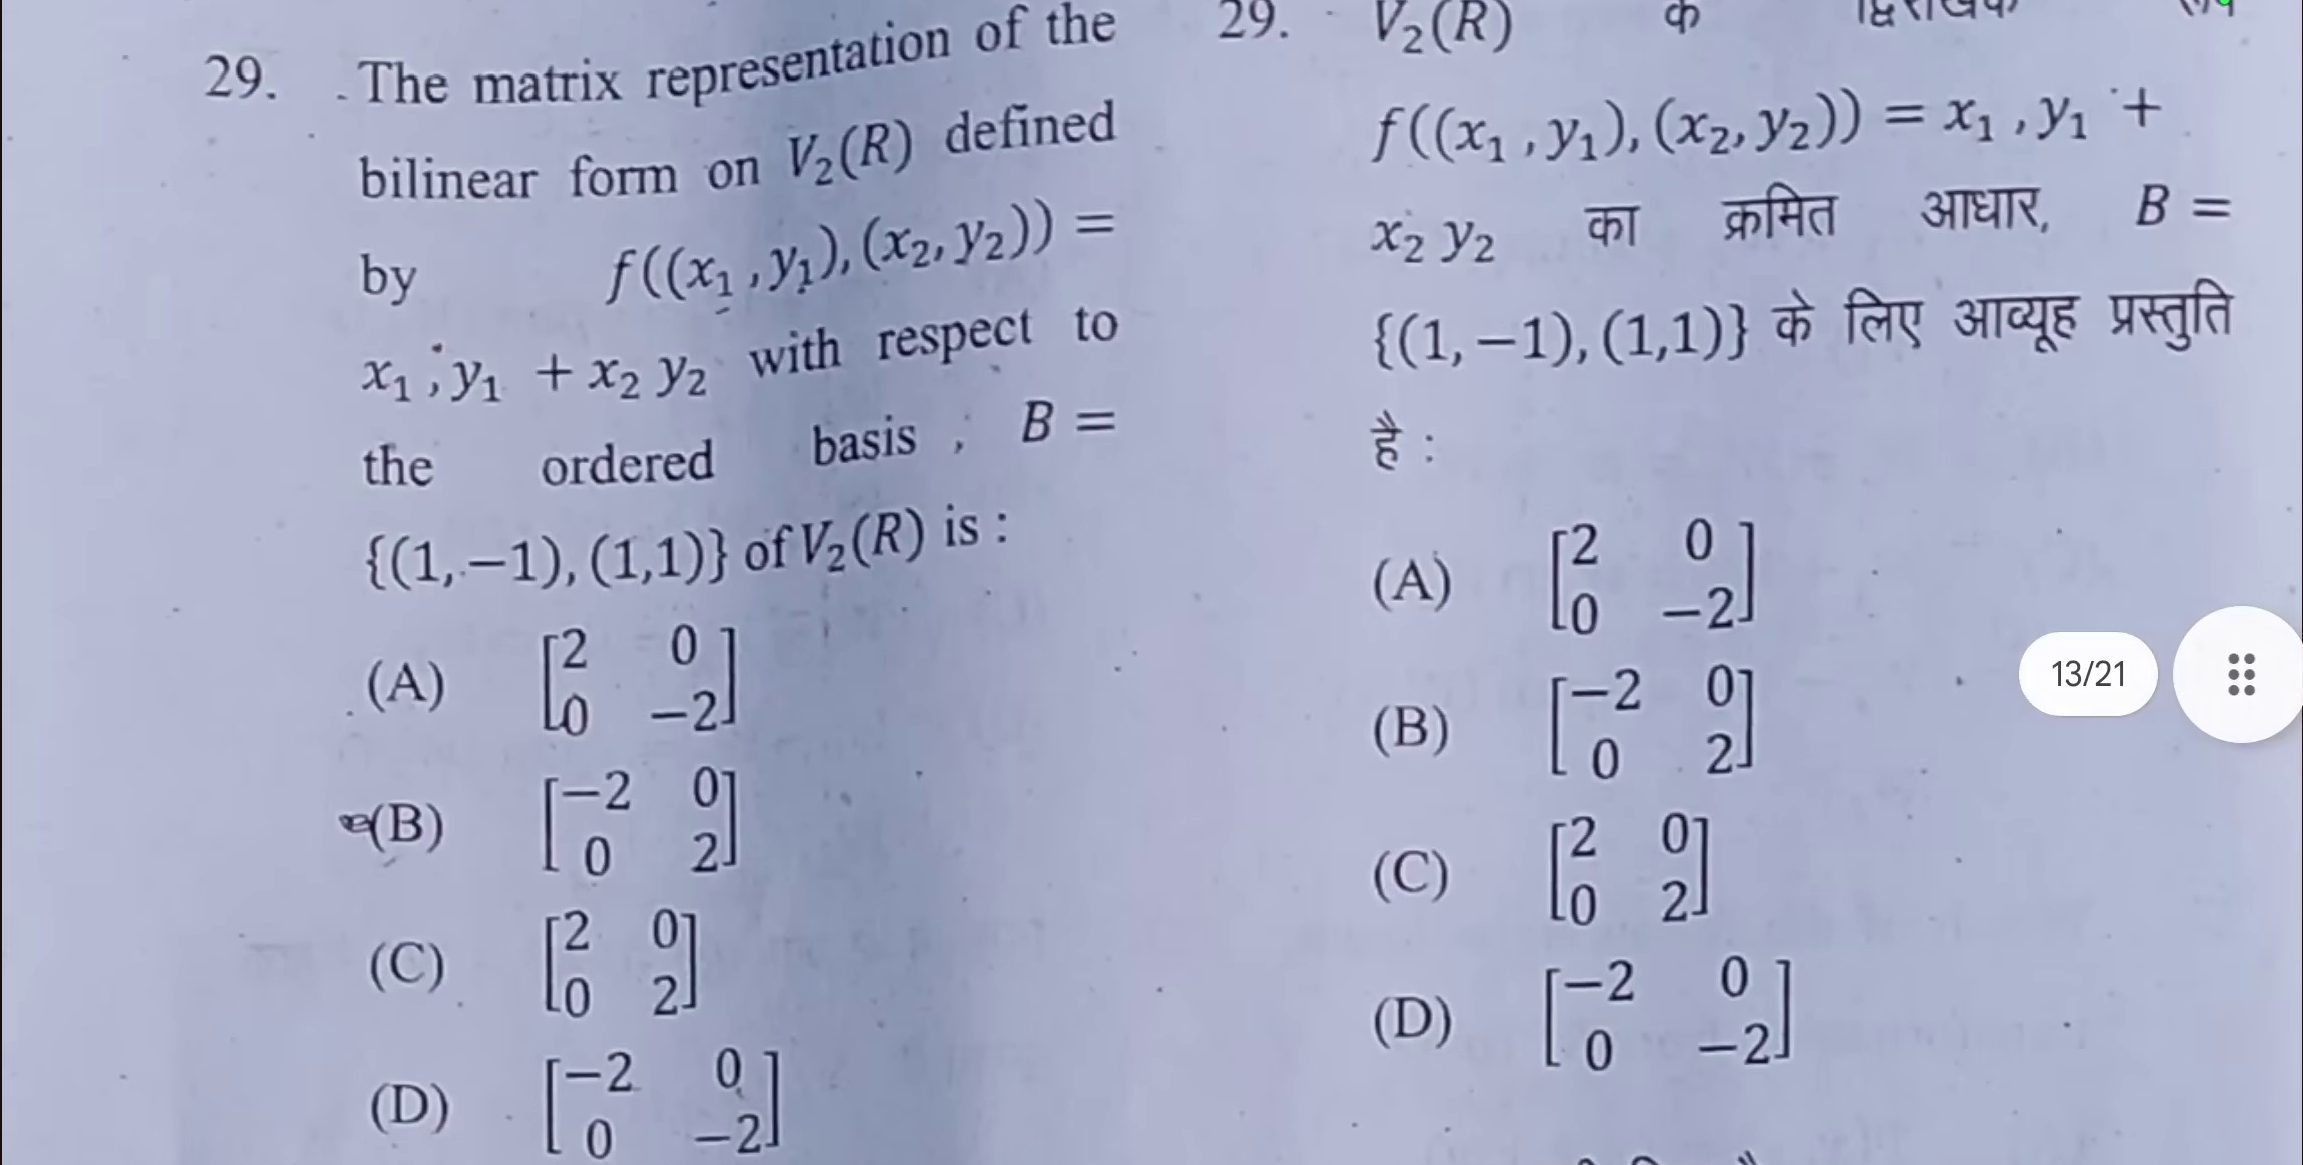 29. The matrix representation of the
bilinear form on V₂(R) defined
by f((x₁ ,y₁), (x₂, y₂)) =
x₁ , y₁ + x₂ y₂ with respect to
the ordered basis , B =
{(1, −1), (1,1)} of V₂(R) is :
(A) [2 0
0 −2]
(B) [−2 0
0 2]
(C) [2 0
0 2]
(D) [−2 0
0 −2]
29. V₂(R)
f((x₁ ,y₁), (x₂, y₂)) = x₁ , y₁ +
x₂ y₂ का क्रमित आधार, B =
{(1, −1), (1,1)} के लिए आव्यूह प्रस्तुति
है :
(A) [2 0
0 −2]
(B) [−2 0
0 2]
(C) [2 0
0 2]
(D) [−2 0
0 −2]
13/21